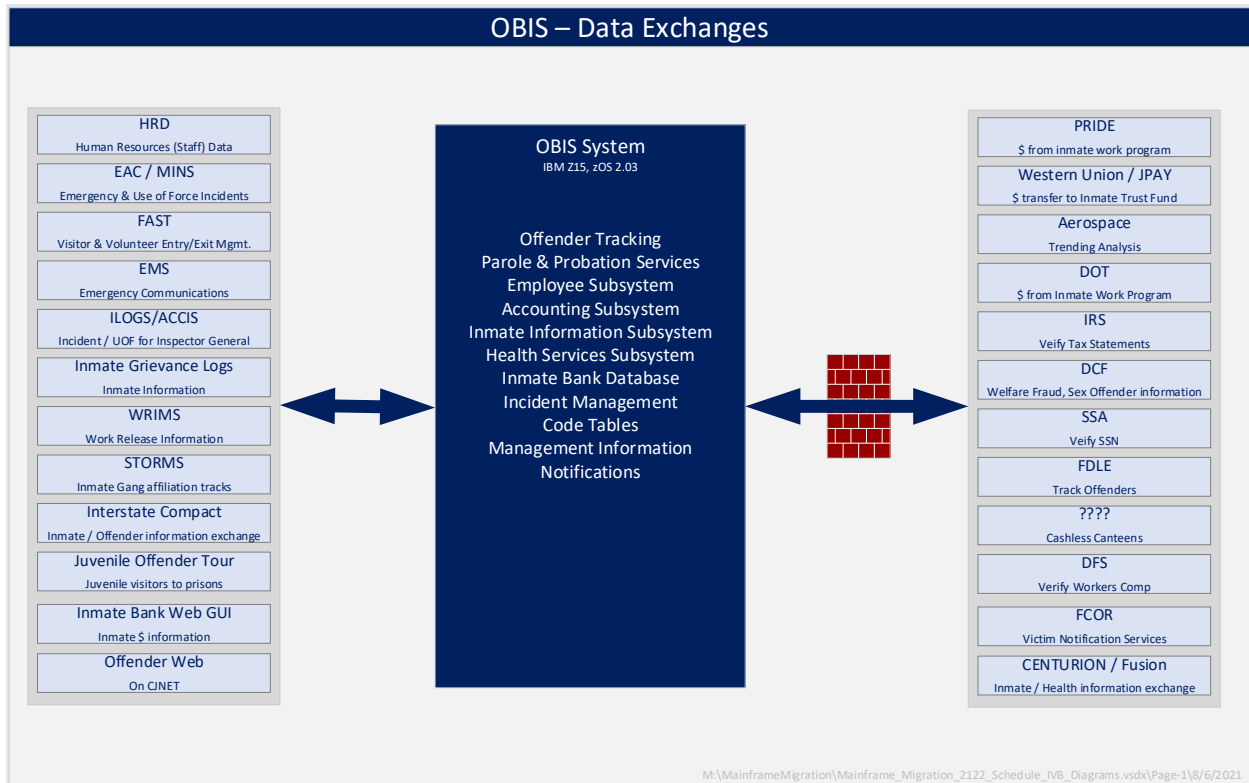 OBIS – Data Exchanges
HRD
Human Resources (Staff) Data
EAC / MINS
Emergency & Use of Force Incidents
FAST
Visitor & Volunteer Entry/Exit Mgmt.
EMS
Emergency Communications
ILOGS/ACCIS
Incident / UOF for Inspector General
Inmate Grievance Logs
Inmate Information
WRIMS
Work Release Information
STORMS
Inmate Gang affiliation tracks
Interstate Compact
Inmate / Offender information exchange
Juvenile Offender Tour
Juvenile visitors to prisons
Inmate Bank Web GUI
Inmate $ information
Offender Web
On CJNET
OBIS System
IBM Z15, zOS 2.03
Offender Tracking
Parole & Probation Services
Employee Subsystem
Accounting Subsystem
Inmate Information Subsystem
Health Services Subsystem
Inmate Bank Database
Incident Management
Code Tables
Management Information
Notifications
PRIDE
$ from inmate work program
Western Union / JPAY
$ transfer to Inmate Trust Fund
Aerospace
Trending Analysis
DOT
$ from Inmate Work Program
IRS
Verify Tax Statements
DCF
Welfare Fraud, Sex Offender information
SSA
Veify SSN
FDLE
Track Offenders
????
Cashless Canteens
DFS
Verify Workers Comp
FCOR
Victim Notification Services
CENTURION / Fusion
Inmate / Health information exchange
M:\MainframeMigration\Mainframe_Migration_2122_Schedule_IVB_Diagrams.vsdx\Page-1\8/6/2021